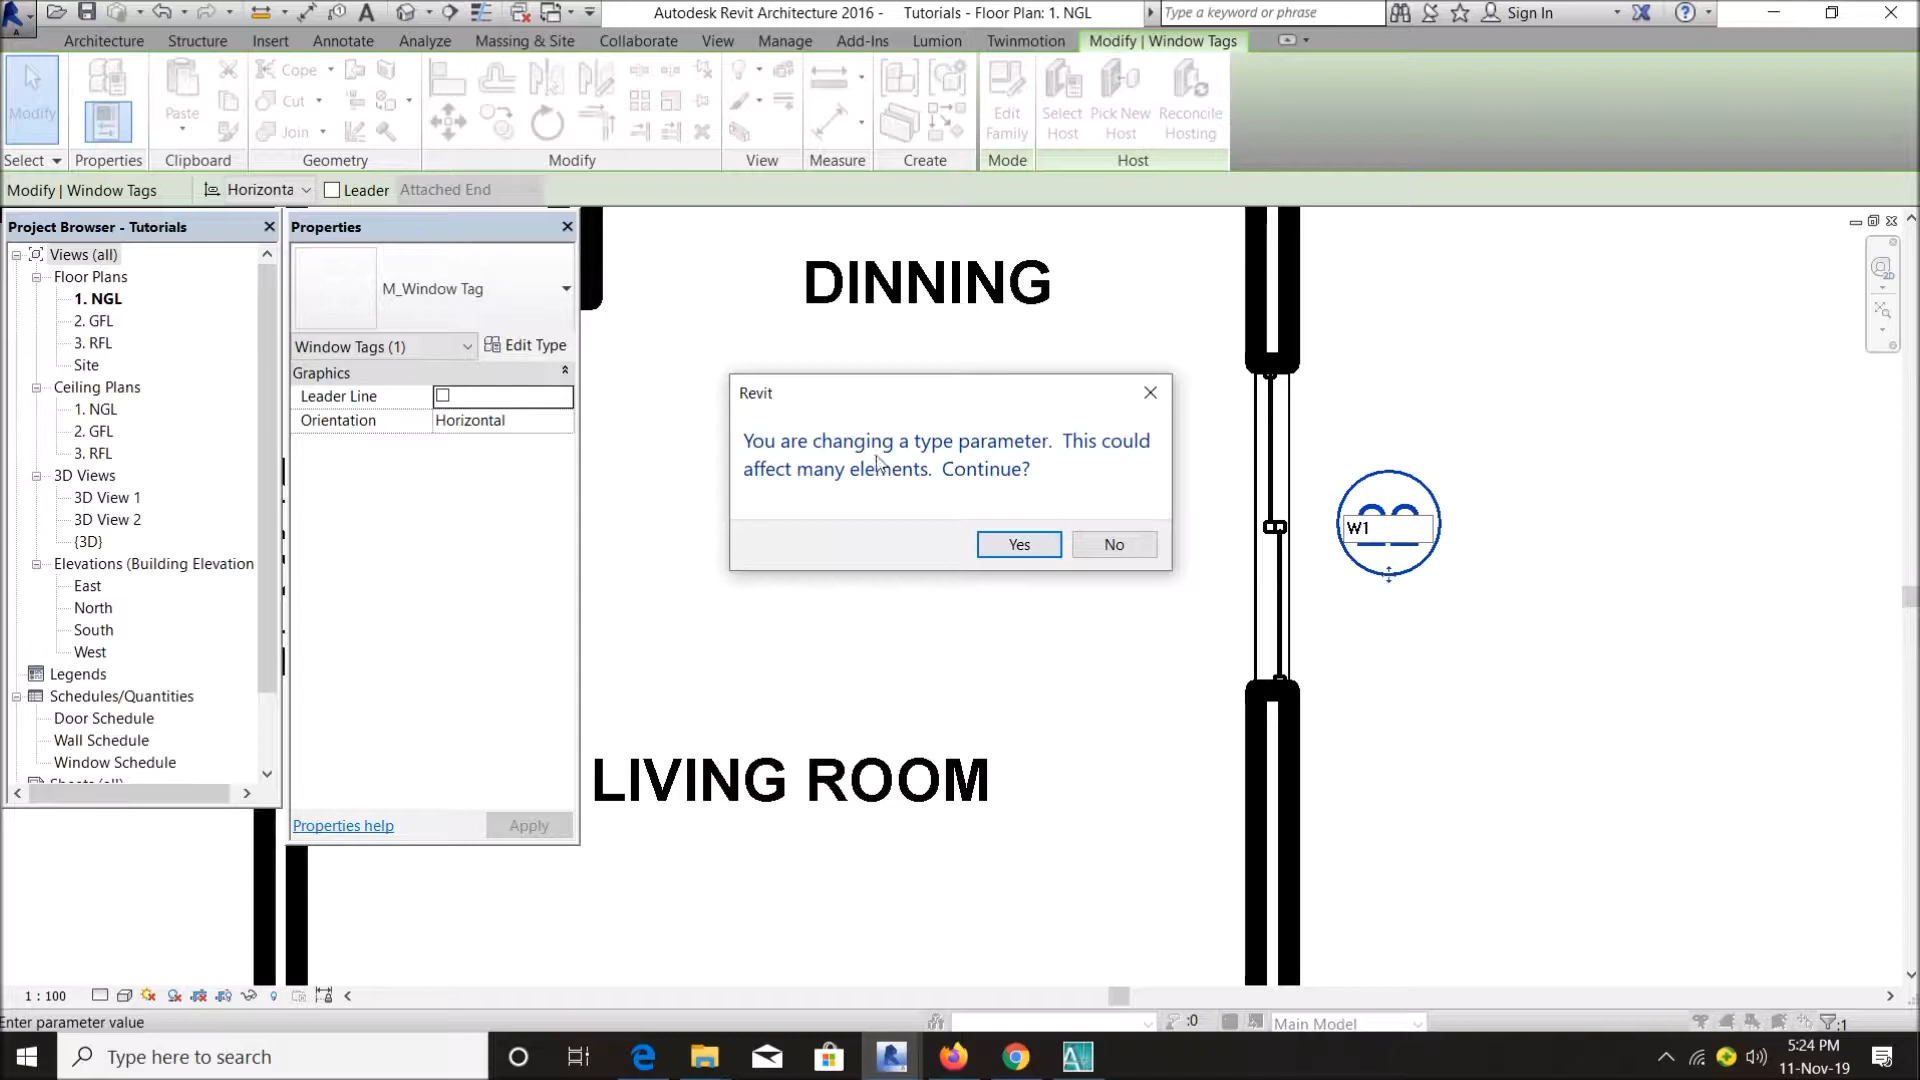 Autodesk Revit Architecture 2016 - Tutorials - Floor Plan: 1. NGL
Type a keyword or phrase
Sign In
Architecture Structure Insert Annotate Analyze Massing & Site Collaborate View Manage Add-Ins Lumion Twinmotion Modify | Window Tags
Modify
Paste
Cope
Cut
Join
Edit Family
Select Host
Pick New Host
Reconcile Hosting
Select Properties Clipboard Geometry Modify View Measure Create Mode Host
Modify | Window Tags Horizonta Leader Attached End
Project Browser - Tutorials
Views (all)
Floor Plans
1. NGL
2. GFL
3. RFL
Site
Ceiling Plans
1. NGL
2. GFL
3. RFL
3D Views
3D View 1
3D View 2
{3D}
Elevations (Building Elevation
East
North
South
West
Legends
Schedules/Quantities
Door Schedule
Wall Schedule
Window Schedule
Properties
M_Window Tag
Window Tags (1) Edit Type
Graphics
Leader Line
Orientation Horizontal
Properties help Apply
DINNING
Revit
You are changing a type parameter. This could
affect many elements. Continue?
Yes No
W1
LIVING ROOM
1 : 100
Enter parameter value
:0
Main Model
:1
Type here to search
5:24 PM
11-Nov-19